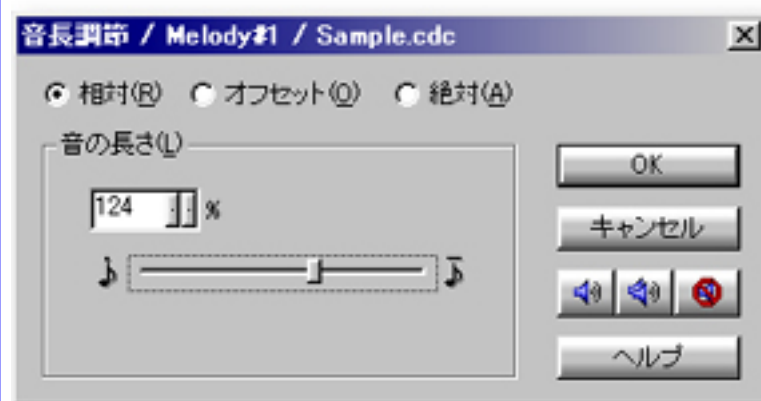 音長調節 / Melody#1 / Sample.cdc
相対(R) オフセット(O) 絶対(A)
音の長さ(L)
124 %
OK
キャンセル
ヘルプ